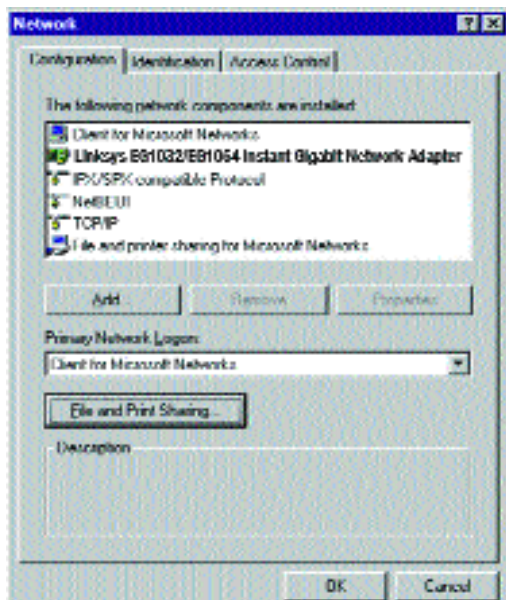 Network
Configuration Identification Access Control
The following network components are installed:
Client for Microsoft Networks
Linksys EG1032/EG1064 Instant Gigabit Network Adapter
IPX/SPX-compatible Protocol
NetBEUI
TCP/IP
File and printer sharing for Microsoft Networks
Add... Remove Properties
Primary Network Logon:
Client for Microsoft Networks
File and Print Sharing...
Description
OK Cancel